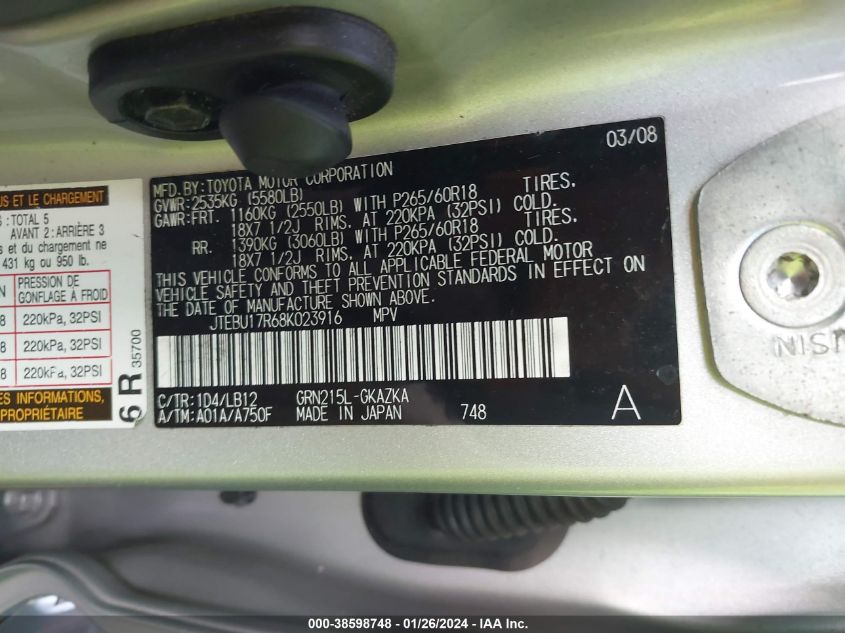 US ET LE CHARGEMENT
: TOTAL 5
AVANT 2: ARRIÈRE 3
s et du chargement ne
431 kg ou 950 lb.
PRESSION DE
GONFLAGE À FROID
220kPa, 32PSI
220kPa, 32PSI
220kPa, 32PSI
S D'INFORMATIONS,
PROPRIÉTAIRE
6 R 35700
03/08
MFD.BY:TOYOTA MOTOR CORPORATION
GVWR:2535KG (5580LB)
GAWR:FRT. 1160KG (2550LB) WITH P265/60R18 TIRES.
18X7 1/2J RIMS, AT 220KPA (32PSI) COLD.
RR. 1390KG (3060LB) WITH P265/60R18 TIRES.
18X7 1/2J RIMS, AT 220KPA (32PSI) COLD.
THIS VEHICLE CONFORMS TO ALL APPLICABLE FEDERAL MOTOR
VEHICLE SAFETY AND THEFT PREVENTION STANDARDS IN EFFECT ON
THE DATE OF MANUFACTURE SHOWN ABOVE.
JTEBU17R68K023916 MPV
C/TR:1D4/LB12 GRN215L-GKAZKA
A/TM:A01A/A750F MADE IN JAPAN 748 A
NISIN
000-38598748 - 01/26/2024 - IAA Inc.